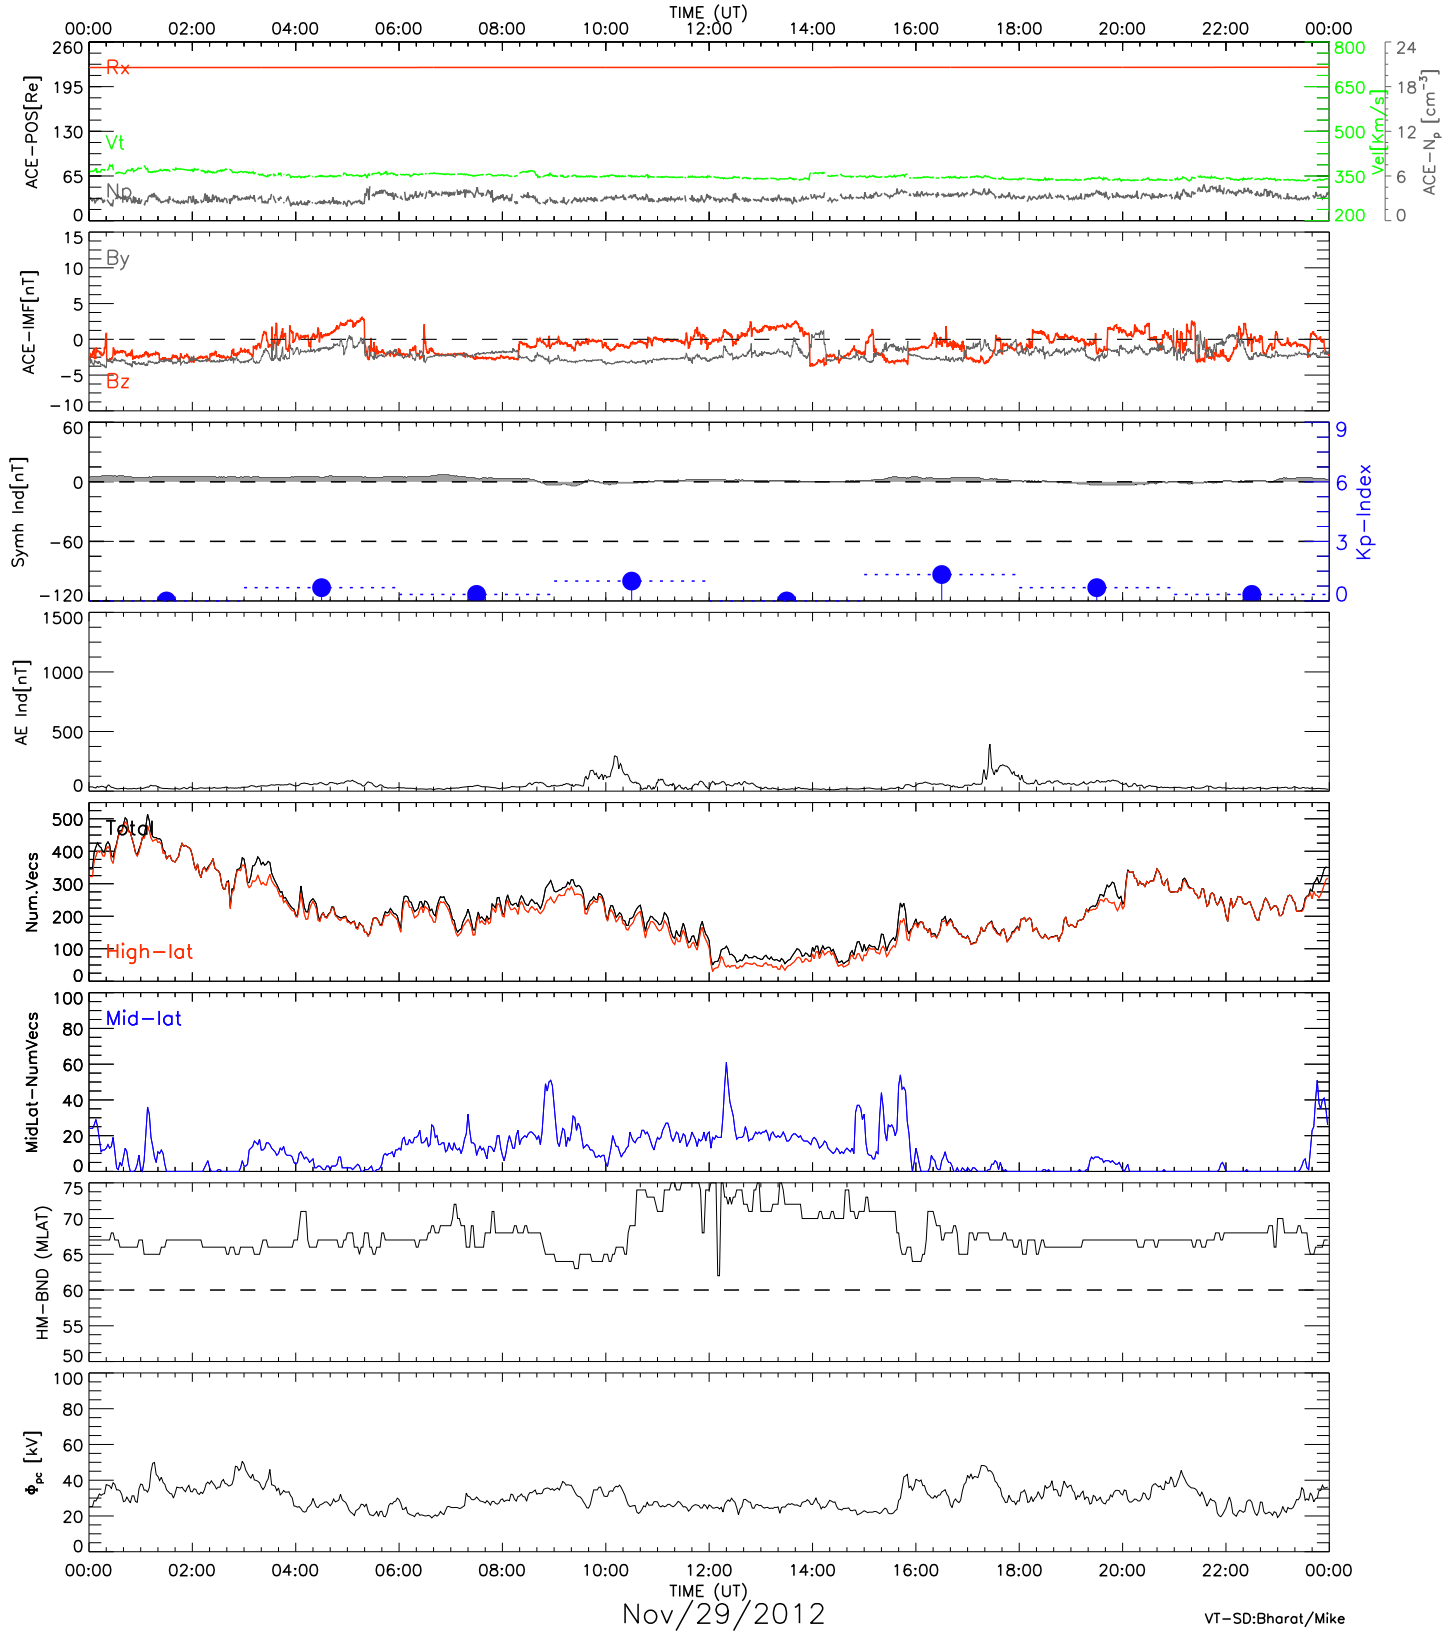 TIME (UT)
00:00 02:00 04:00 06:00 08:00 10:00 12:00 14:00 16:00 18:00 20:00 22:00 00:00
ACE-POS[Re]
260
195
130
65
0
Rx
Vt
Np
800
650
500
350
200
Vel[Km/s]
24
18
12
6
0
ACE-Np [cm⁻³]
ACE-IMF[nT]
15
10
5
0
-5
-10
By
Bz
Symh Ind[nT]
60
0
-60
-120
9
6
3
0
Kp-Index
AE Ind[nT]
1500
1000
500
0
Num.Vecs
500
400
300
200
100
0
Total
High-lat
MidLat-NumVecs
100
80
60
40
20
0
Mid-lat
HM-BND (MLAT)
75
70
65
60
55
50
Φpc [kV]
100
80
60
40
20
0
00:00 02:00 04:00 06:00 08:00 10:00 12:00 14:00 16:00 18:00 20:00 22:00 00:00
TIME (UT)
Nov/29/2012
VT-SD:Bharat/Mike